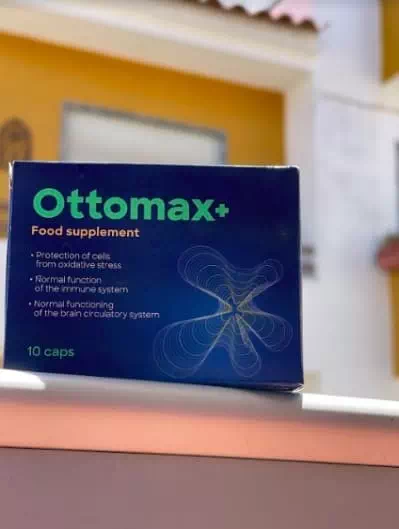 Ottomax+
Food supplement
• Protection of cells
from oxidative stress
• Normal function
of the immune system
• Normal functioning
of the brain circulatory system
10 caps